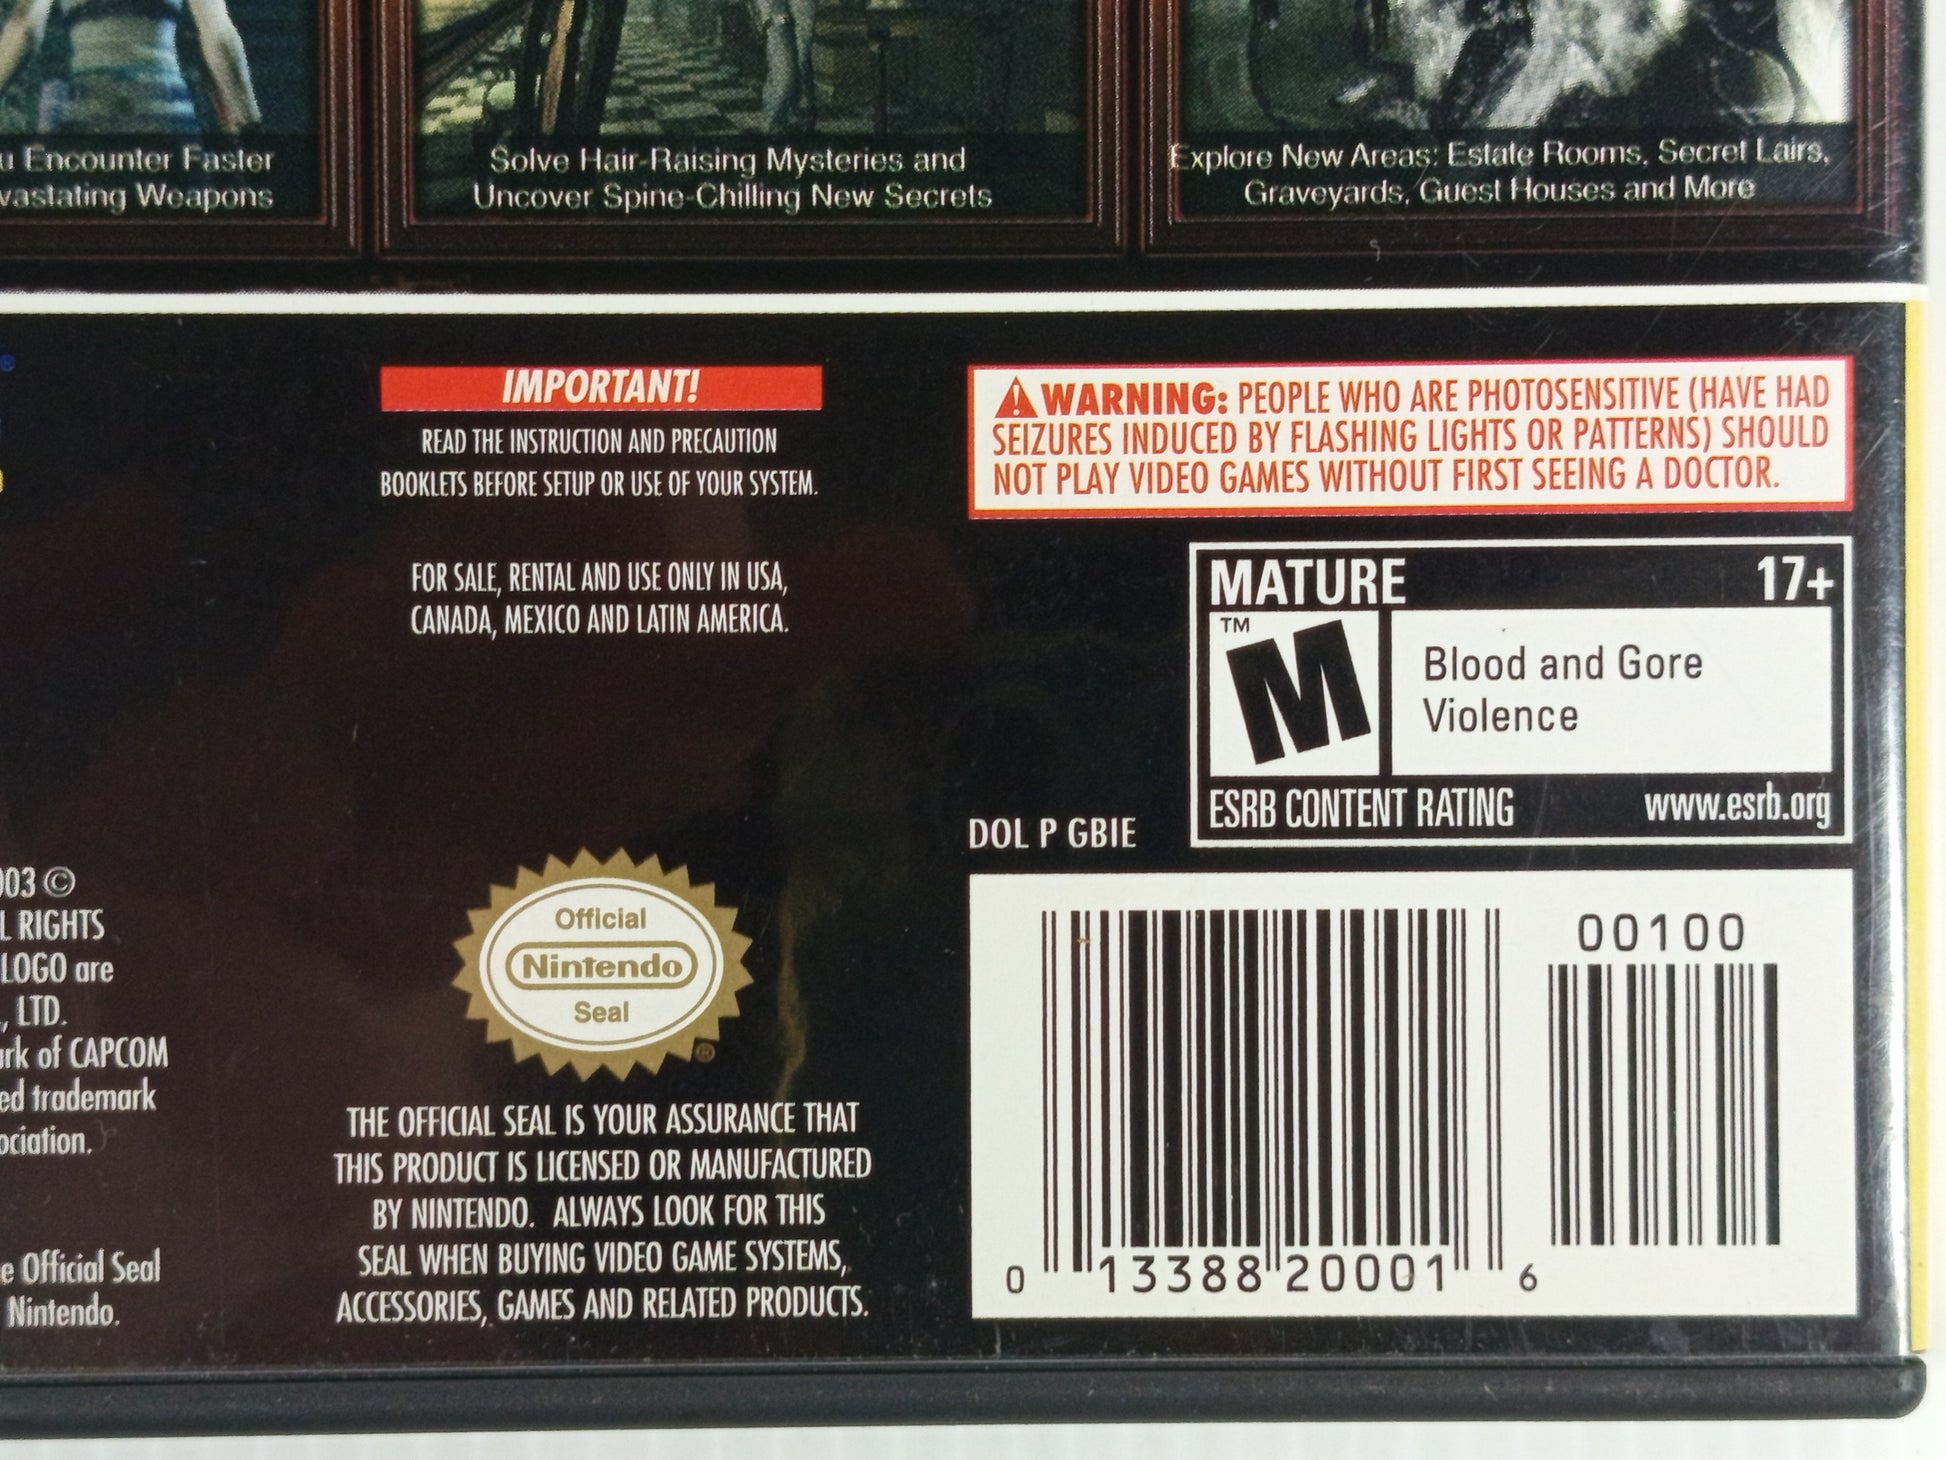 u Encounter Faster
vastating Weapons
Solve Hair-Raising Mysteries and
Uncover Spine-Chilling New Secrets
Explore New Areas: Estate Rooms, Secret Lairs,
Graveyards, Guest Houses and More
®
IMPORTANT!
READ THE INSTRUCTION AND PRECAUTION
BOOKLETS BEFORE SETUP OR USE OF YOUR SYSTEM.
FOR SALE, RENTAL AND USE ONLY IN USA,
CANADA, MEXICO AND LATIN AMERICA.
WARNING: PEOPLE WHO ARE PHOTOSENSITIVE (HAVE HAD
SEIZURES INDUCED BY FLASHING LIGHTS OR PATTERNS) SHOULD
NOT PLAY VIDEO GAMES WITHOUT FIRST SEEING A DOCTOR.
MATURE 17+
TM
M
Blood and Gore
Violence
ESRB CONTENT RATING www.esrb.org
DOL P GBIE
03 ©
L RIGHTS
LOGO are
, LTD.
ark of CAPCOM
ed trademark
ociation.
e Official Seal
Nintendo.
Official
Nintendo
Seal
®
THE OFFICIAL SEAL IS YOUR ASSURANCE THAT
THIS PRODUCT IS LICENSED OR MANUFACTURED
BY NINTENDO. ALWAYS LOOK FOR THIS
SEAL WHEN BUYING VIDEO GAME SYSTEMS,
ACCESSORIES, GAMES AND RELATED PRODUCTS.
00100
0 13388 20001 6